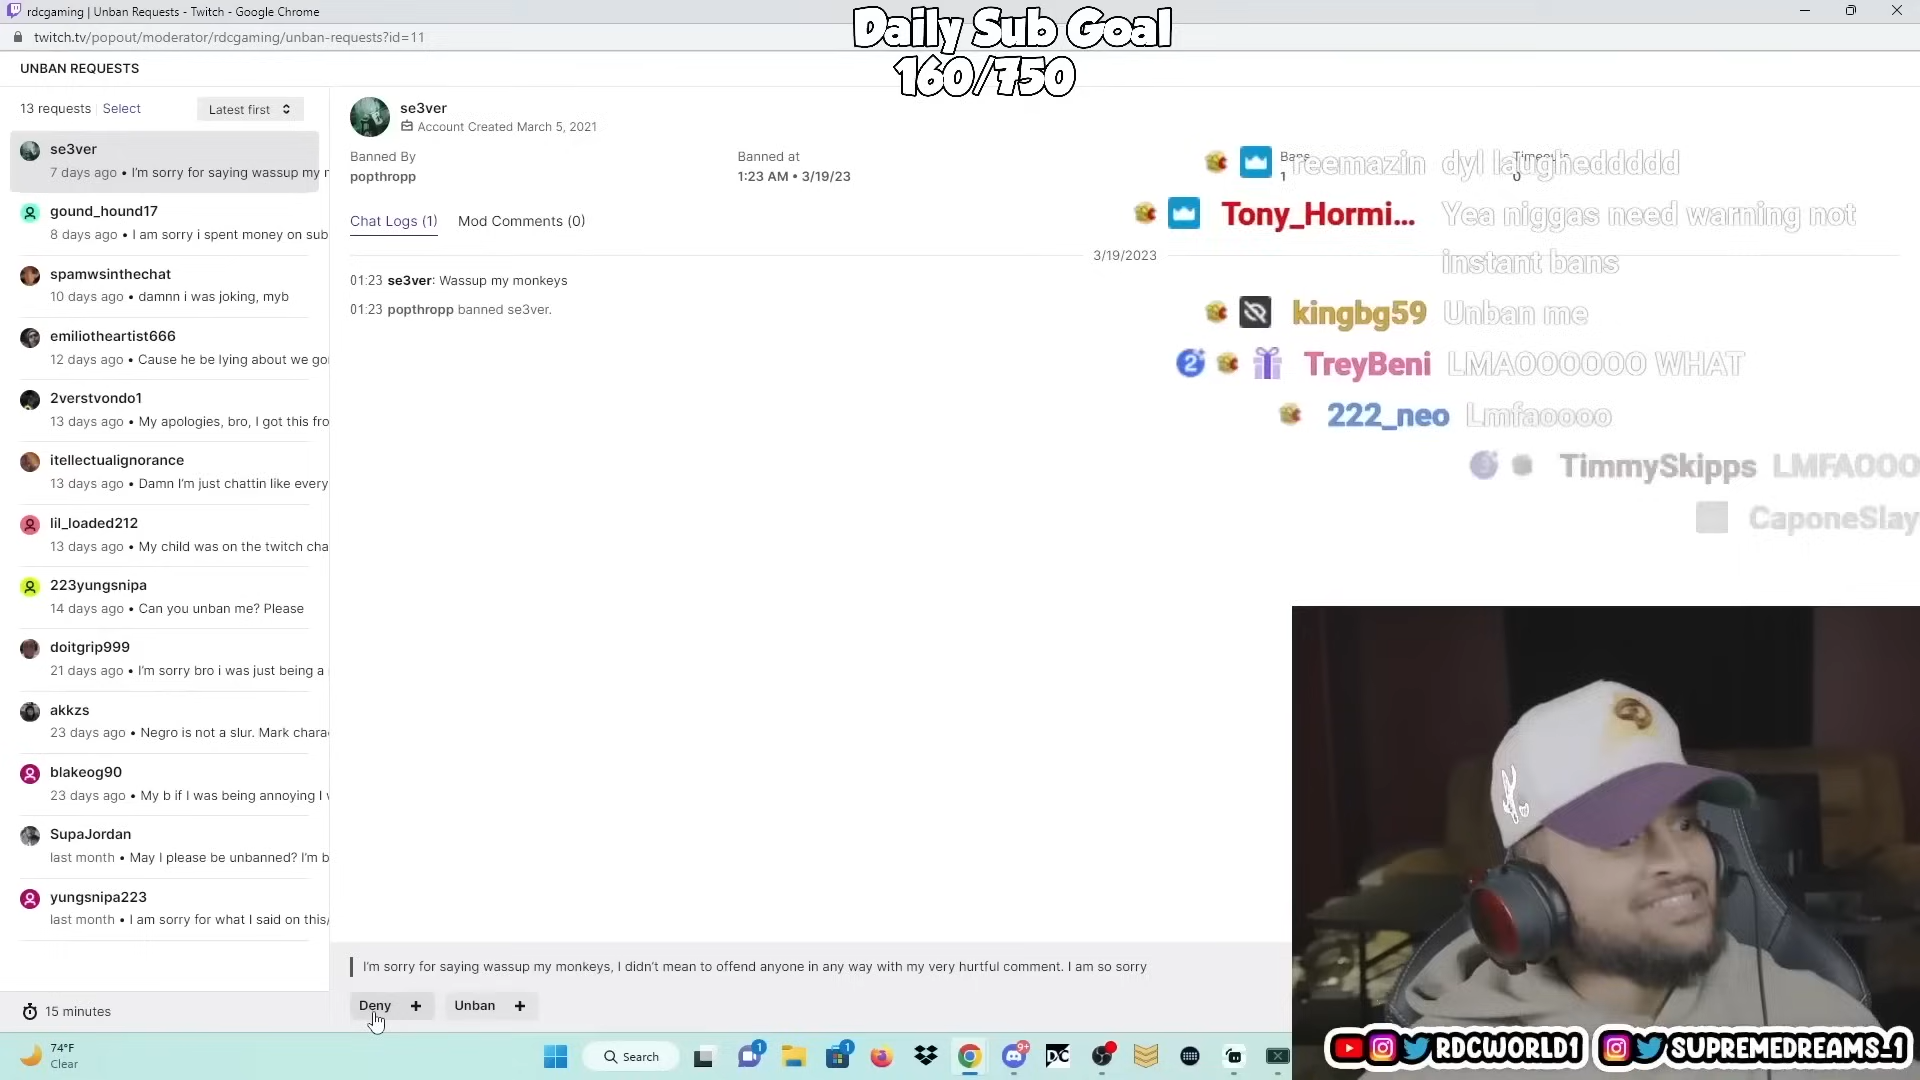 rdcgaming | Unban Requests - Twitch - Google Chrome
twitch.tv/popout/moderator/rdcgaming/unban-requests?id=11
Daily Sub Goal
160/750
UNBAN REQUESTS
13 requests Select Latest first
se3ver
7 days ago • I'm sorry for saying wassup my
gound_hound17
8 days ago • I am sorry i spent money on sub
spamwsinthechat
10 days ago • damnn i was joking, myb
emiliotheartist666
12 days ago • Cause he be lying about we
2verstvondo1
13 days ago • My apologies, bro, I got this
itellectualignorance
13 days ago • Damn I'm just chattin like every
lil_loaded212
13 days ago • My child was on the twitch
223yungsnipa
14 days ago • Can you unban me? Please
doitgrip999
21 days ago • I'm sorry bro i was just being a
akkzs
23 days ago • Negro is not a slur. Mark
blakeog90
23 days ago • My b if I was being annoying I
SupaJordan
last month • May I please be unbanned? I'm
yungsnipa223
last month • I am sorry for what I said on this
15 minutes
se3ver
Account Created March 5, 2021
Banned By
popthropp
Banned at
1:23 AM • 3/19/23
Bans
1
Timeouts
0
Chat Logs (1) Mod Comments (0)
3/19/2023
01:23 se3ver: Wassup my monkeys
01:23 popthropp banned se3ver.
reemazin dyl laugheddddd
Tony_Hormi... Yea niggas need warning not
instant bans
kingbg59 Unban me
TreyBeni LMAOOOOOO WHAT
222_neo Lmfaoooo
TimmySkipps LMFAOOO
CaponeSlay
I'm sorry for saying wassup my monkeys, I didn't mean to offend anyone in any way with my very hurtful comment. I am so sorry
Deny + Unban +
74°F
Clear
Search
1
1
9+
DC
RDCWORLD1 SUPREMEDREAMS_1